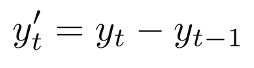 $y'_t = y_t - y_{t-1}$